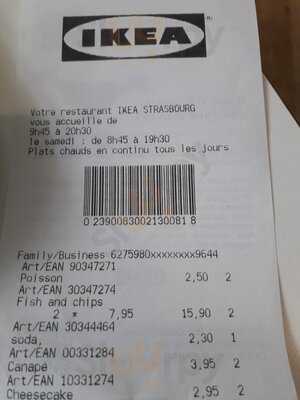 IKEA
Votre restaurant IKEA STRASBOURG
vous accueille de
9h45 à 20h30
le samedi : de 8h45 à 19h30
Plats chauds en continu tous les jours
0 2390083002130081 8
Family/Business 6275980xxxxxxxx9644
Art/EAN 90347271
Poisson 2,50 2
Art/EAN 30347274
Fish and chips
2 * 7,95 15,90 2
Art/EAN 30344464
soda, 2,30 1
Art/EAN 00331284
Canape 3,95 2
Art/EAN 10331274
Cheesecake 2,95 2